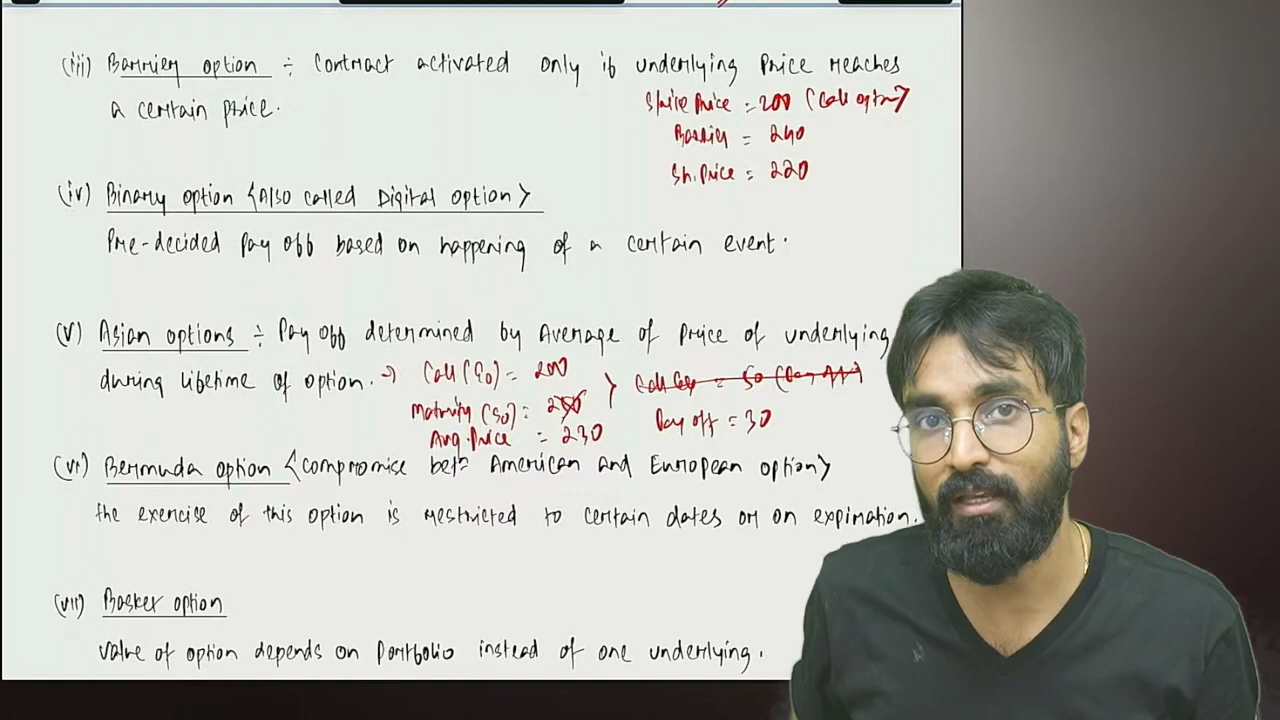 (iii) Barrier option ÷ Contract activated only if underlying Price reaches
a certain price.
Strike Price = 200 (Call option)
Barrier = 240
Sh. Price = 220
(iv) Binary option <Also called Digital option>
Pre-decided Pay off based on happening of a certain event.
(v) Asian options ÷ Pay off determined by Average of Price of underlying
during lifetime of option. → Call (S0) = 200
Maturity (S0) = 250
Avg. Price = 230
Pay off = 30
(vi) Bermuda option <compromise betn American and European option>
the exercise of this option is restricted to certain dates or on expiration.
(vii) Basket option
Value of option depends on Portfolio instead of one underlying.